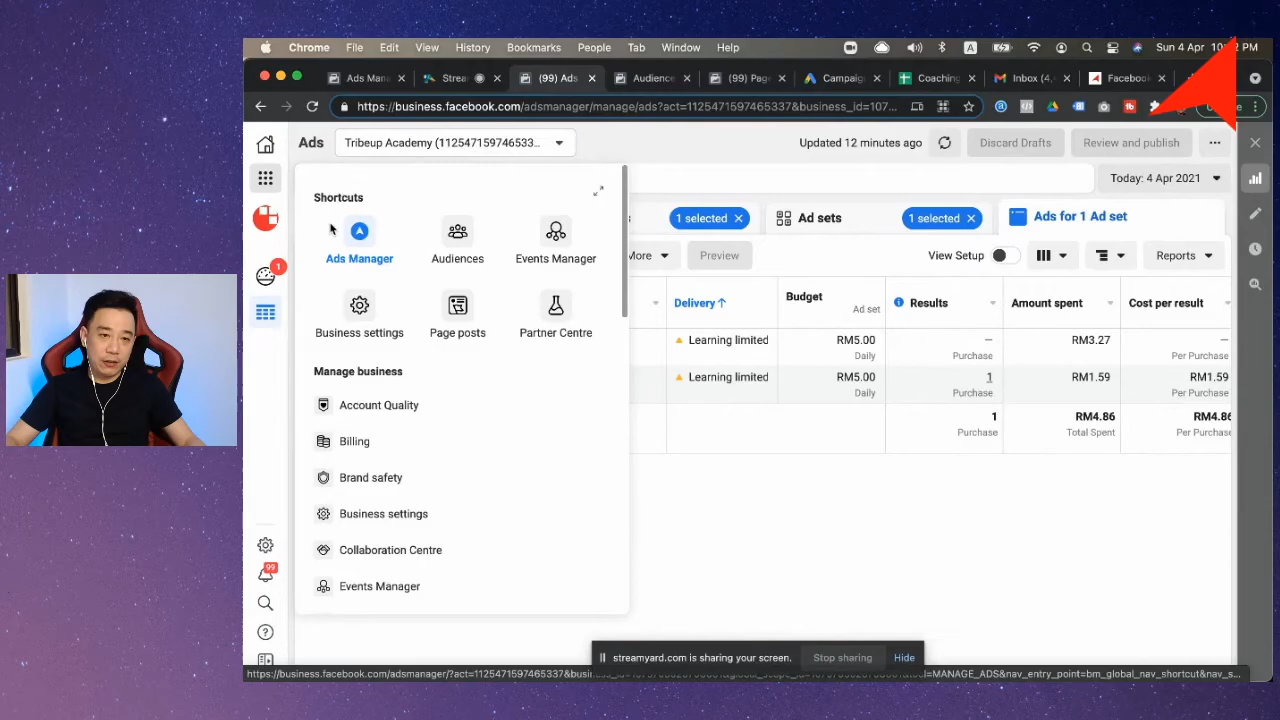 Chrome File Edit View History Bookmarks People Tab Window Help
A
Sun 4 Apr
PM
Ads Mana
Strea
(99) Ads
Audience
(99) Pag
Campaig
Coaching
Inbox (4,
Facebook
https://business.facebook.com/adsmanager/manage/ads?act=1125471597465337&business_id=107...
Ads
Tribeup Academy (112547159746533...
Updated 12 minutes ago
Discard Drafts
Review and publish
Shortcuts
Today: 4 Apr 2021
1 selected
Ad sets
1 selected
Ads for 1 Ad set
Ads Manager
Audiences
Events Manager
More
Preview
View Setup
Reports
1
Delivery
Budget
Ad set
Results
Amount spent
Cost per result
Business settings
Page posts
Partner Centre
Learning limited
RM5.00
Daily
—
Purchase
RM3.27
—
Per Purchase
Learning limited
RM5.00
Daily
1
Purchase
RM1.59
RM1.59
Per Purchase
1
Purchase
RM4.86
Total Spent
RM4.86
Per Purchase
Manage business
Account Quality
Billing
Brand safety
Business settings
Collaboration Centre
Events Manager
99
streamyard.com is sharing your screen.
Stop sharing
Hide